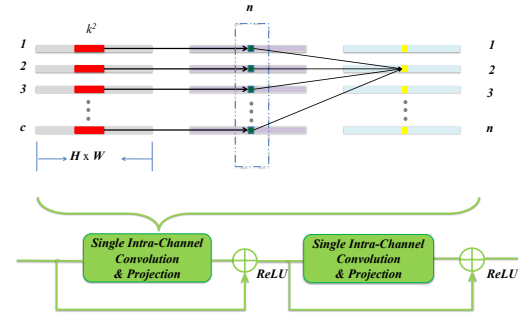 n
k²
1 1
2 2
3 3
c n
H x W
Single Intra-Channel
Convolution
& Projection
ReLU
Single Intra-Channel
Convolution
& Projection
ReLU